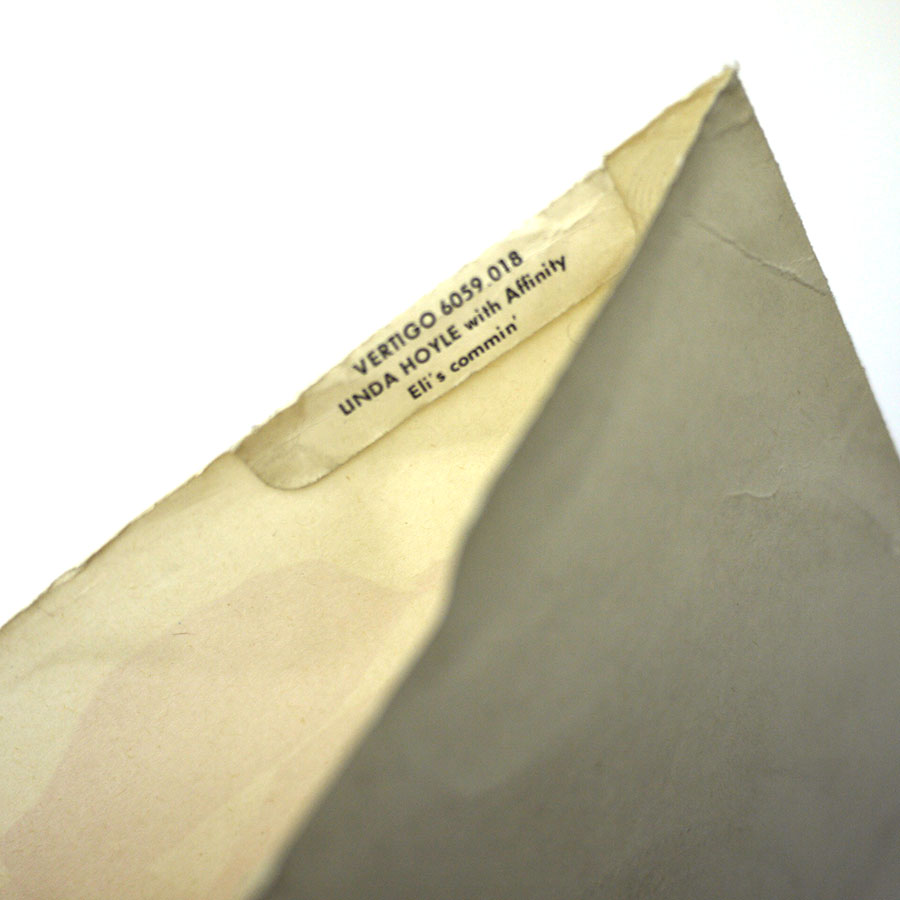 VERTIGO 6059.018
LINDA HOYLE with Affinity
Eli's commin'